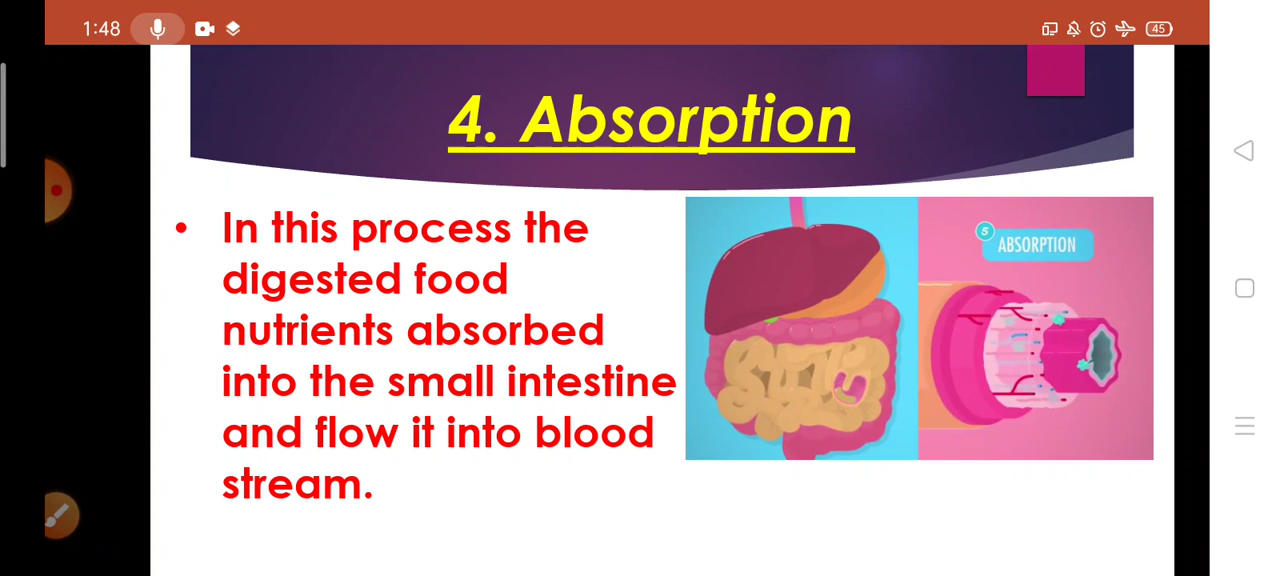 1:48
45
4. Absorption
• In this process the
digested food
nutrients absorbed
into the small intestine
and flow it into blood
stream.
5
ABSORPTION